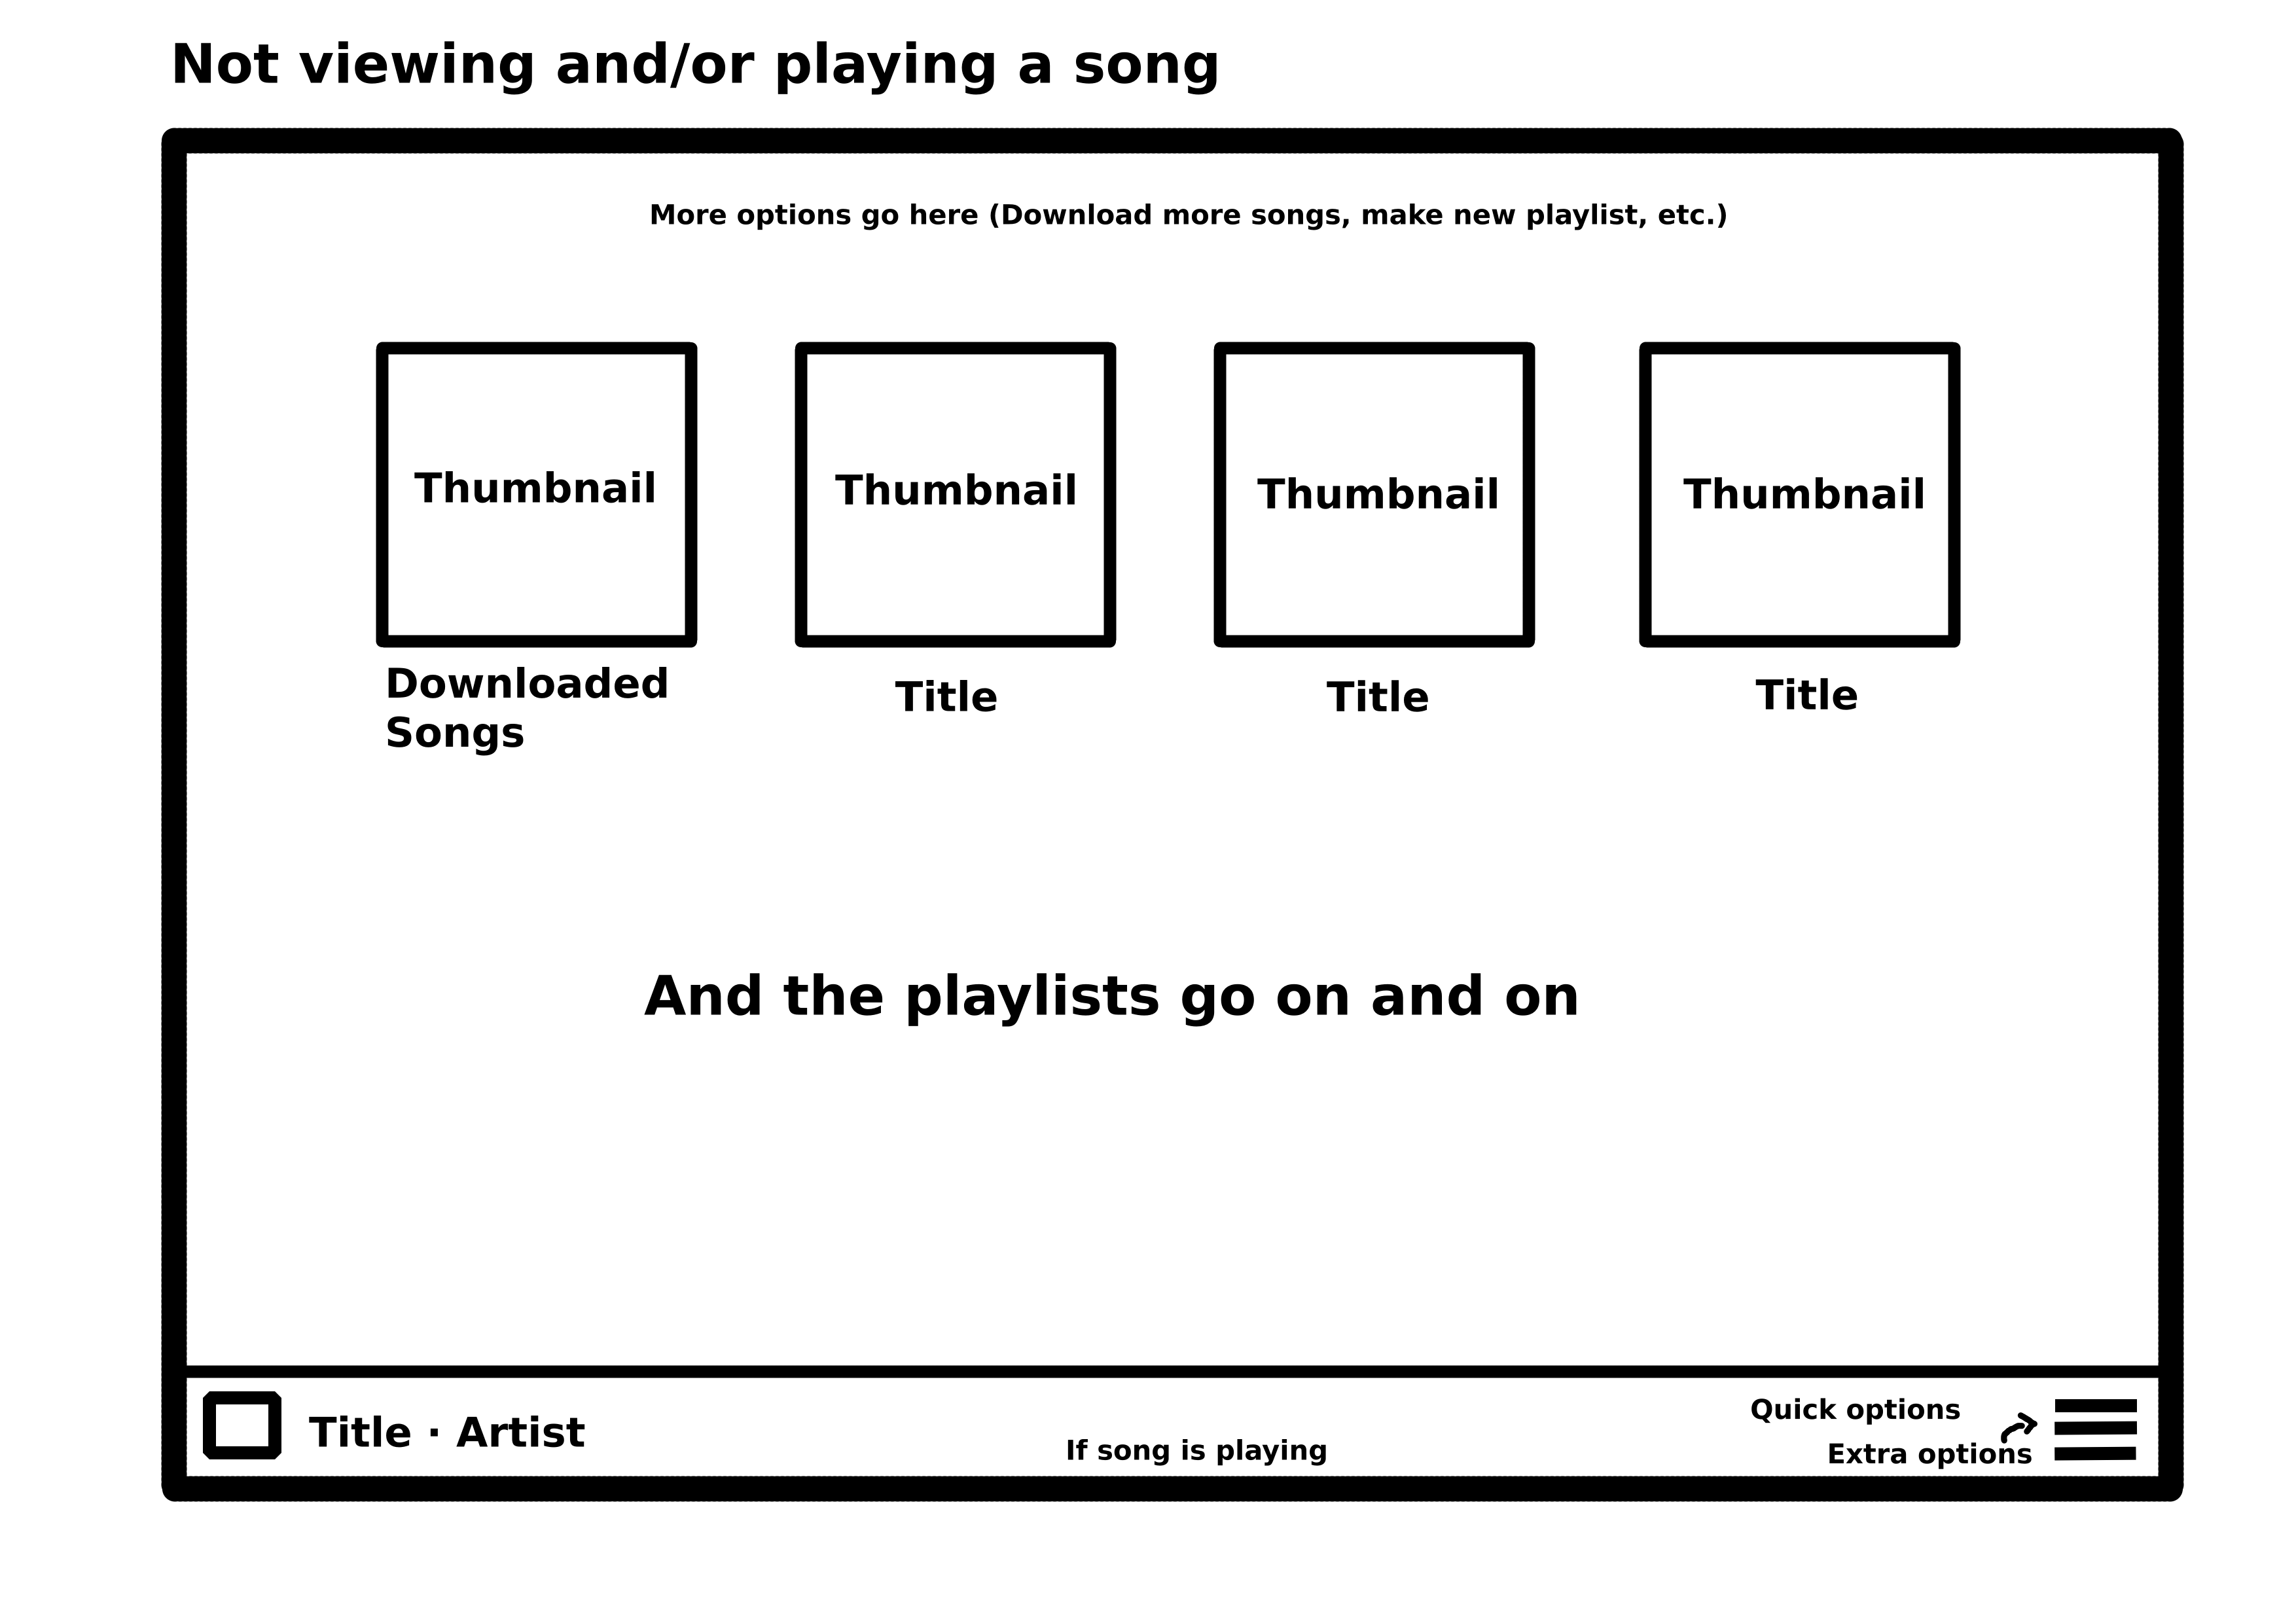 Not viewing and/or playing a song
More options go here (Download more songs, make new playlist, etc.)
Thumbnail
Thumbnail
Thumbnail
Thumbnail
Downloaded
Songs
Title
Title
Title
And the playlists go on and on
Title · Artist
If song is playing
Quick options
Extra options